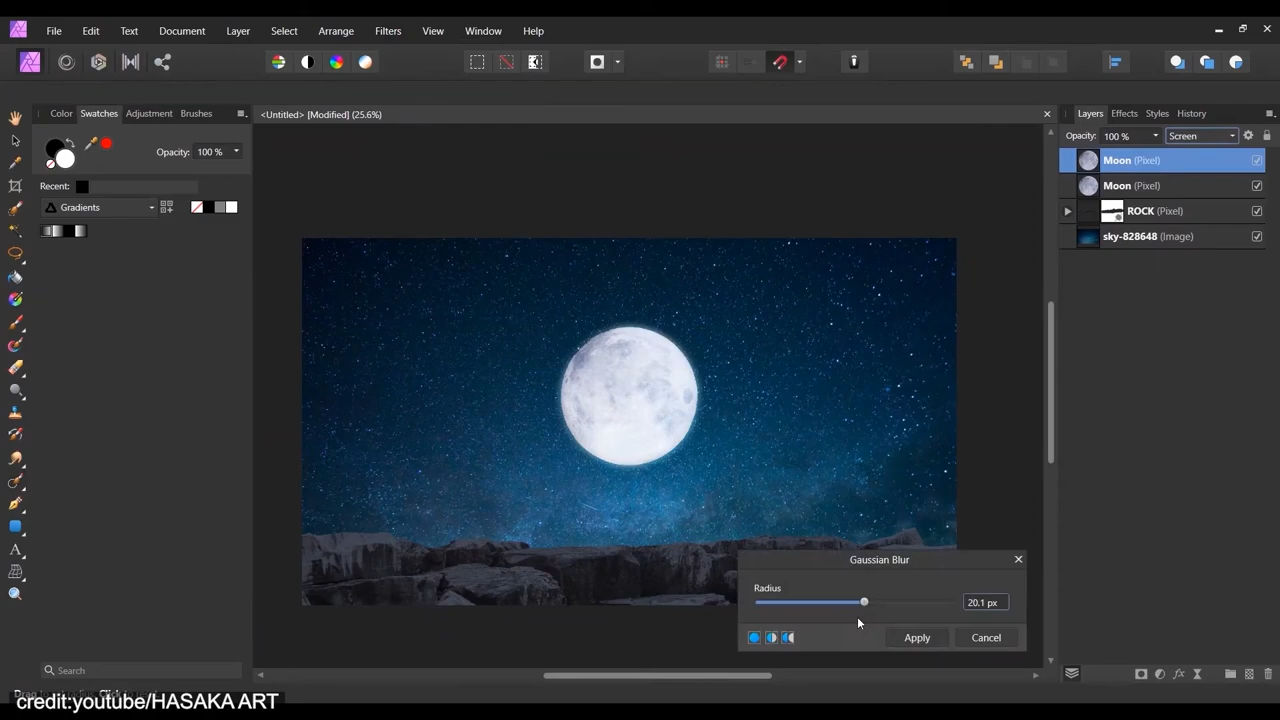 File Edit Text Document Layer Select Arrange Filters View Window Help
Color Swatches Adjustment Brushes
<Untitled> [Modified] (25.6%)
Layers Effects Styles History
Opacity: 100 %
Opacity: 100 % Screen
Moon (Pixel)
Recent:
Moon (Pixel)
Gradients
ROCK (Pixel)
sky-828648 (Image)
Gaussian Blur
Radius
20.1 px
Apply Cancel
Search
credit:youtube/HASAKA ART